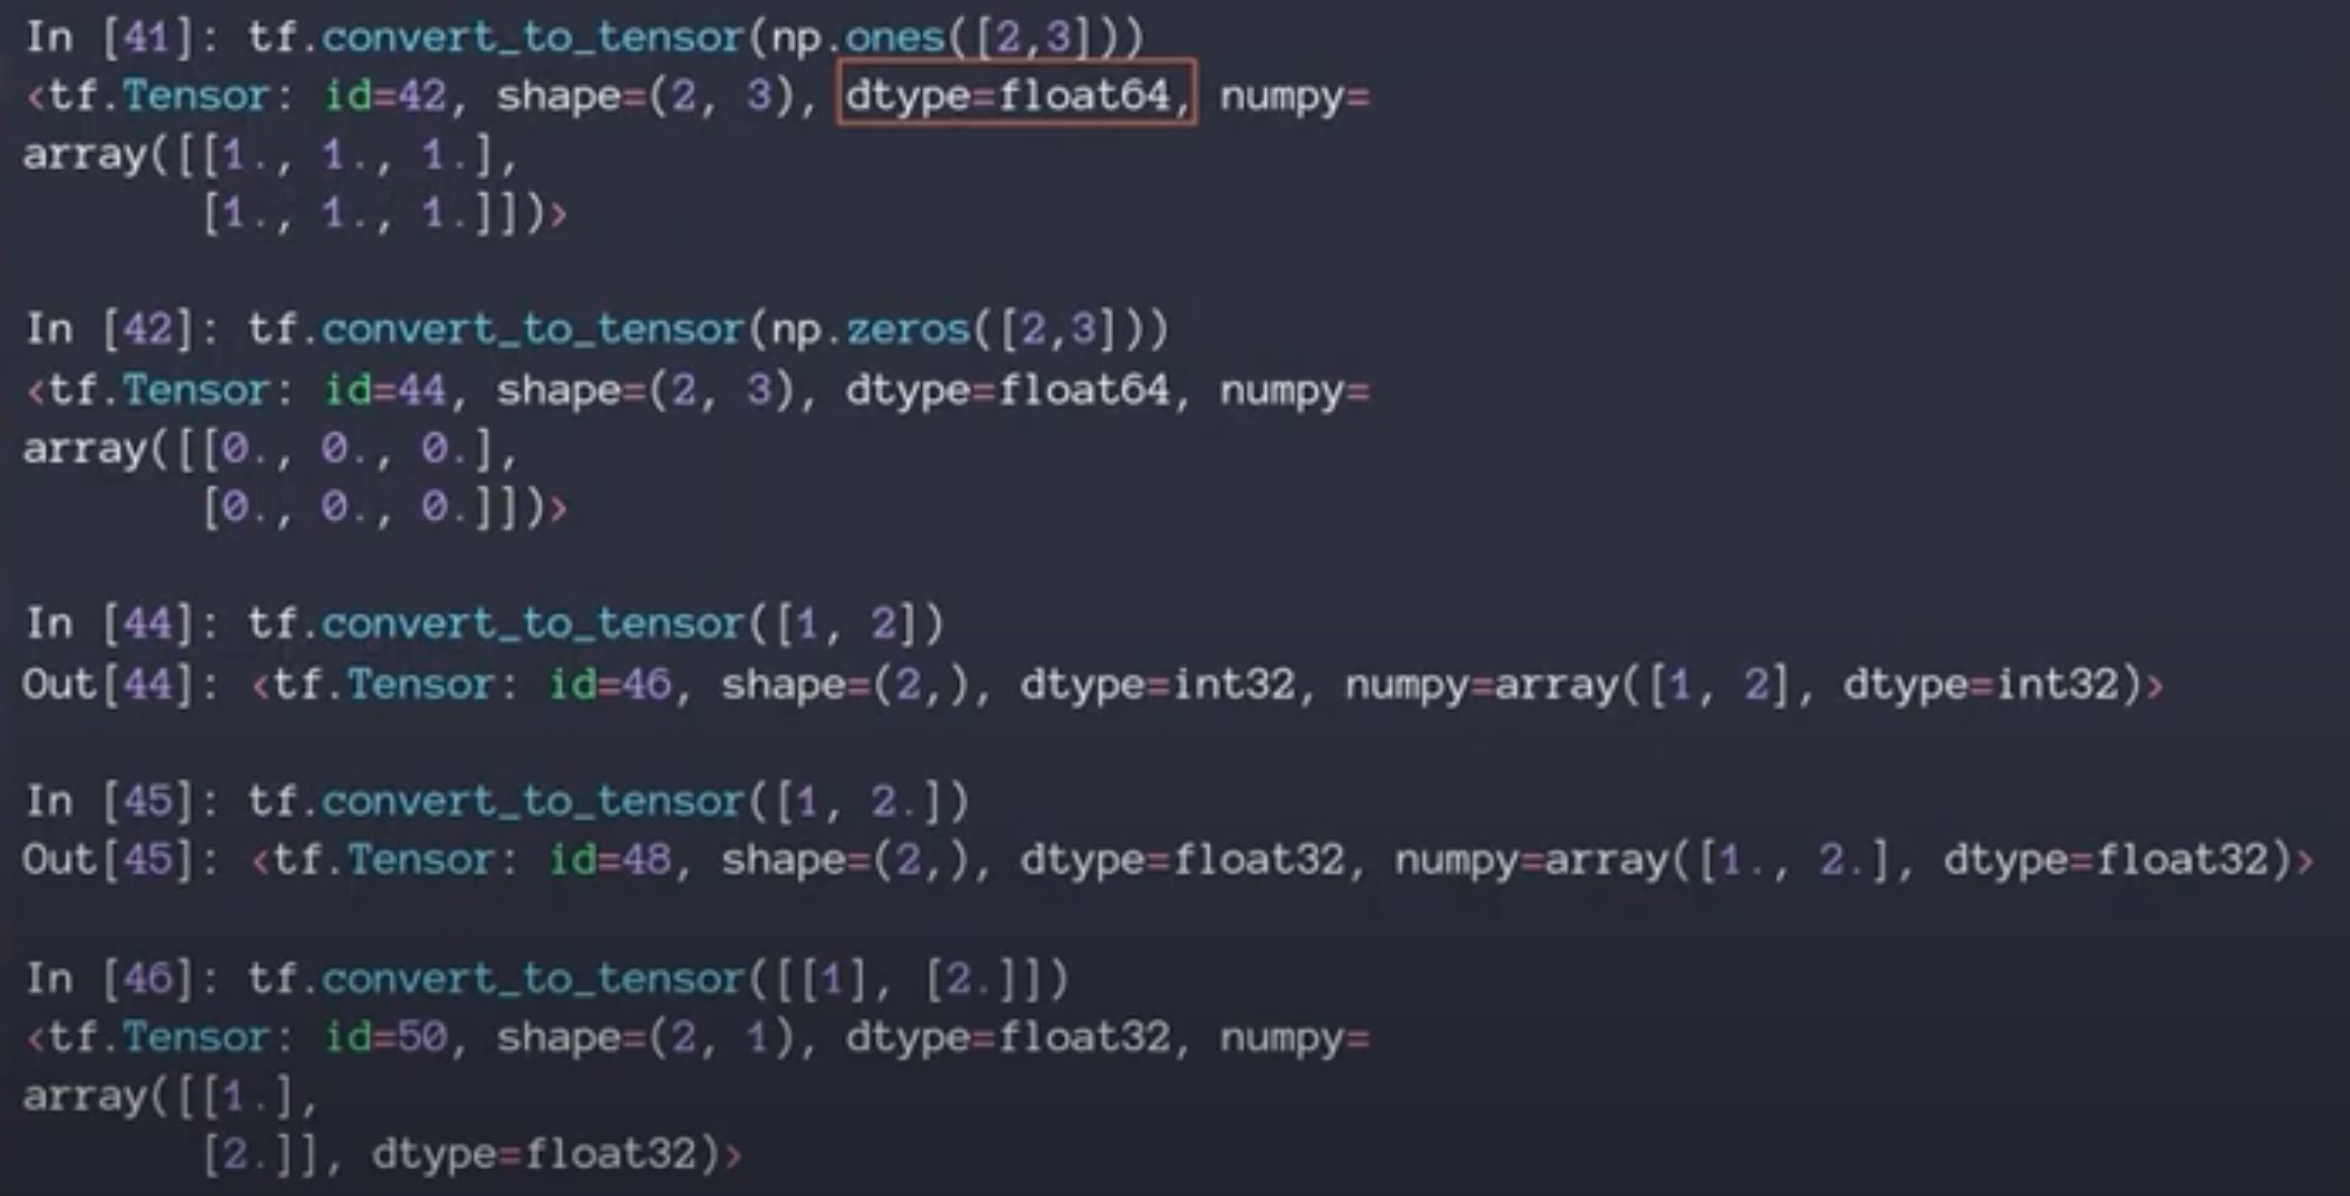 In [41]: tf.convert_to_tensor(np.ones([2,3]))
<tf.Tensor: id=42, shape=(2, 3), dtype=float64, numpy=
array([[1., 1., 1.],
       [1., 1., 1.]])>
In [42]: tf.convert_to_tensor(np.zeros([2,3]))
<tf.Tensor: id=44, shape=(2, 3), dtype=float64, numpy=
array([[0., 0., 0.],
       [0., 0., 0.]])>
In [44]: tf.convert_to_tensor([1, 2])
Out[44]: <tf.Tensor: id=46, shape=(2,), dtype=int32, numpy=array([1, 2], dtype=int32)>
In [45]: tf.convert_to_tensor([1, 2.])
Out[45]: <tf.Tensor: id=48, shape=(2,), dtype=float32, numpy=array([1., 2.], dtype=float32)>
In [46]: tf.convert_to_tensor([[1], [2.]])
<tf.Tensor: id=50, shape=(2, 1), dtype=float32, numpy=
array([[1.],
       [2.]], dtype=float32)>